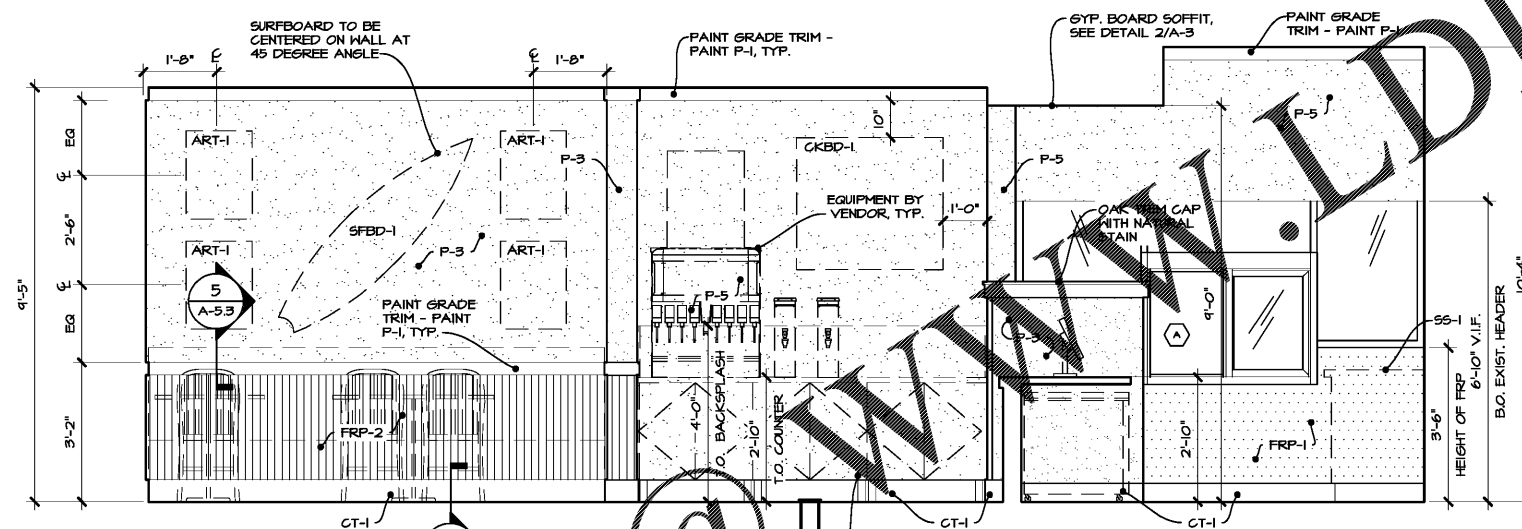 SURFBOARD TO BE
CENTERED ON WALL AT
45 DEGREE ANGLE
PAINT GRADE TRIM -
PAINT P-1, TYP.
GYP. BOARD SOFFIT,
SEE DETAIL 2/A-3
PAINT GRADE
TRIM - PAINT P-1
1'-8"
1'-8"
10"
P-5
ART-1
ART-1
CKBD-1
P-3
P-5
EQ
EQUIPMENT BY
VENDOR, TYP.
1'-0"
OAK TRIM CAP
WITH NATURAL
STAIN
SFBD-1
2'-6"
P-3
ART-1
ART-1
5
A-5.3
P-5
9'-5"
9'-0"
PAINT GRADE
TRIM - PAINT
P-1, TYP.
EQ
P-3
A
SS-1
6'-10" V.I.F.
B.O. EXIST. HEADER
3'-2"
FRP-2
4'-0"
T.O. BACKSPLASH
2'-10"
T.O. COUNTER
2'-10"
FRP-1
3'-6"
HEIGHT OF FRP
CT-1
CT-1
CT-1
WWW.LD